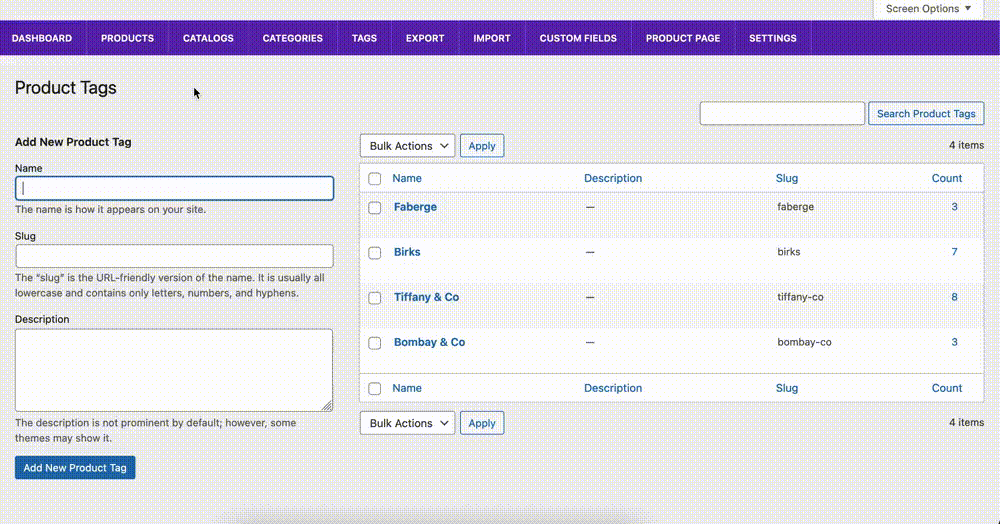 Screen Options ▼
DASHBOARD PRODUCTS CATALOGS CATEGORIES TAGS EXPORT IMPORT CUSTOM FIELDS PRODUCT PAGE SETTINGS
Product Tags
Search Product Tags
Add New Product Tag
Bulk Actions Apply 4 items
Name
The name is how it appears on your site.
Slug
The “slug” is the URL-friendly version of the name. It is usually all
lowercase and contains only letters, numbers, and hyphens.
Description
The description is not prominent by default; however, some
themes may show it.
Add New Product Tag
Name Description Slug Count
Faberge — faberge 3
Birks — birks 7
Tiffany & Co — tiffany-co 8
Bombay & Co — bombay-co 3
Name Description Slug Count
Bulk Actions Apply 4 items